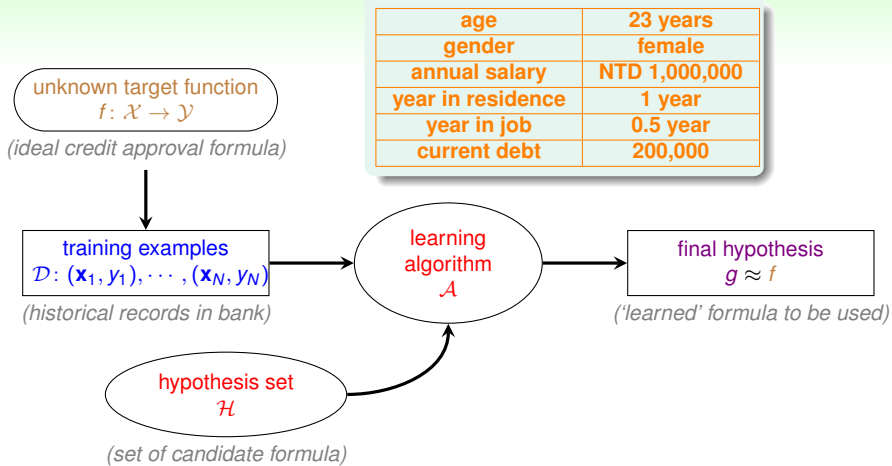 age 23 years
gender female
annual salary NTD 1,000,000
year in residence 1 year
year in job 0.5 year
current debt 200,000
unknown target function
f: 𝒳 → 𝒴
(ideal credit approval formula)
training examples
𝒟: (x₁, y₁), ⋯ , (x_N, y_N)
(historical records in bank)
learning
algorithm
𝒜
final hypothesis
g ≈ f
(‘learned’ formula to be used)
hypothesis set
ℋ
(set of candidate formula)